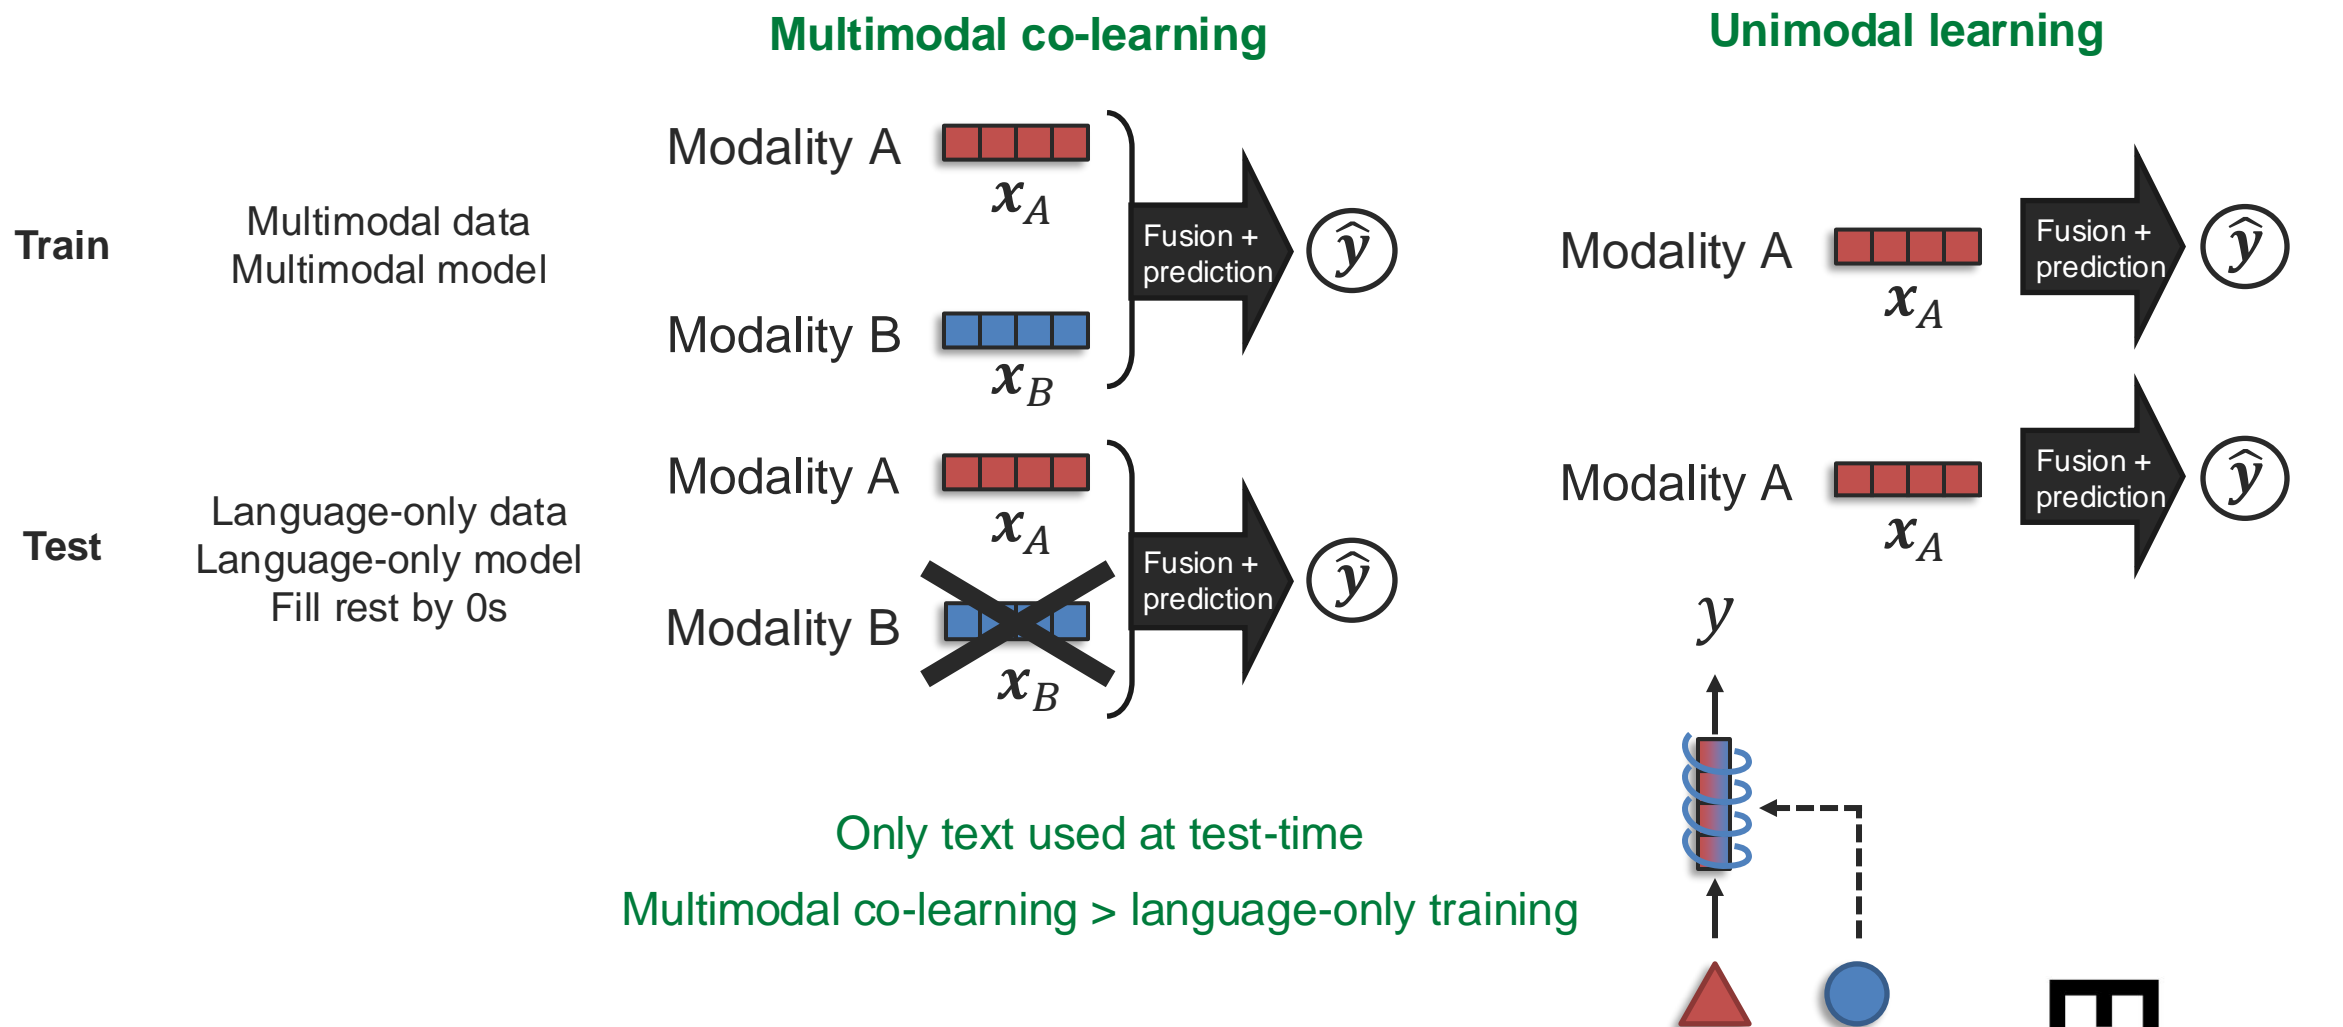 Multimodal co-learning
Unimodal learning
Train
Multimodal data
Multimodal model
Modality A
x_A
Modality B
x_B
Fusion +
prediction
ŷ
Modality A
x_A
Fusion +
prediction
ŷ
Test
Language-only data
Language-only model
Fill rest by 0s
Modality A
x_A
Modality B
x_B
Fusion +
prediction
ŷ
Modality A
x_A
Fusion +
prediction
ŷ
y
Only text used at test-time
Multimodal co-learning > language-only training